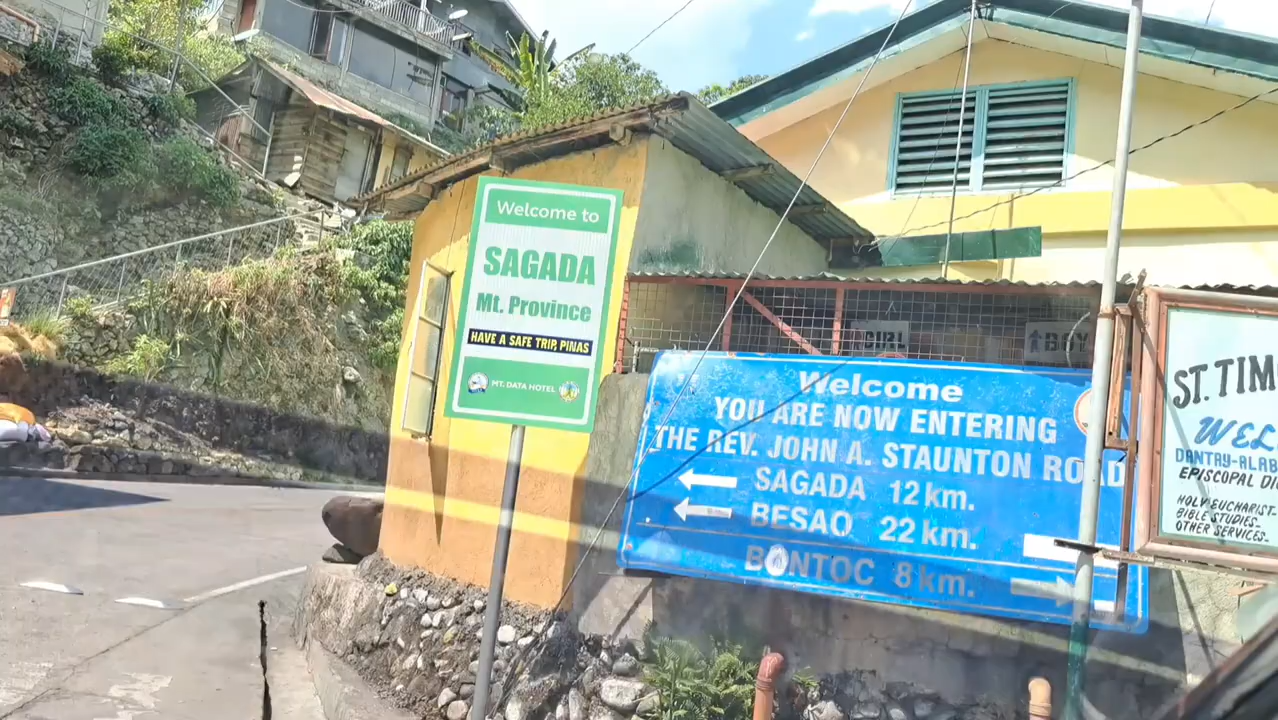 Welcome to
SAGADA
Mt. Province
HAVE A SAFE TRIP, PINAS
MT. DATA HOTEL
GIRL
BOY
Welcome
YOU ARE NOW ENTERING
THE REV. JOHN A. STAUNTON ROAD
SAGADA 12 km.
BESAO 22 km.
BONTOC 8 km.
ST. TIM
WEL
DANTAY-ALAB
EPISCOPAL DI
HOLY EUCHARIST
BIBLE STUDIES
OTHER SERVICES